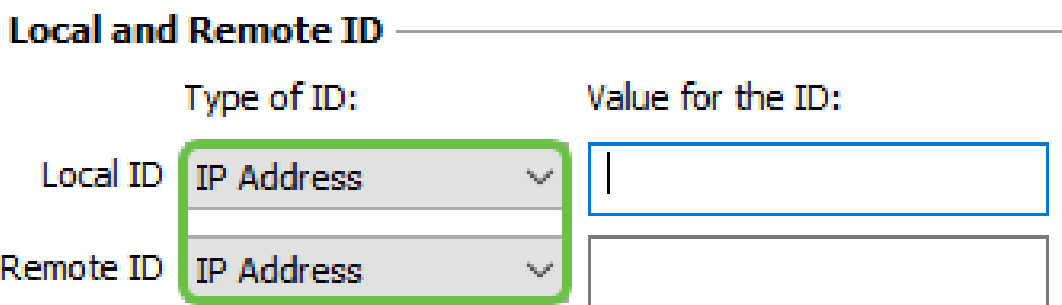 Local and Remote ID
Type of ID: Value for the ID:
Local ID IP Address
Remote ID IP Address